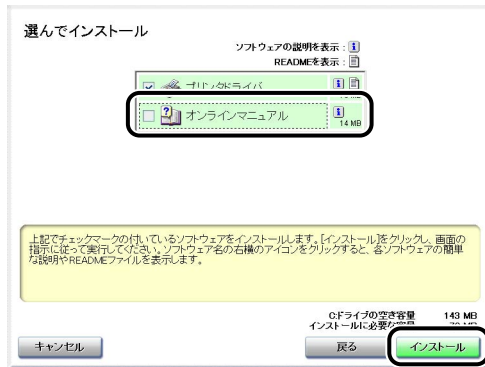 選んでインストール
ソフトウェアの説明を表示：
READMEを表示：
プリンタドライバ
オンラインマニュアル
14 MB
上記でチェックマークの付いているソフトウェアをインストールします。[インストール]をクリックし、画面の
指示に従って実行してください。ソフトウェア名の右横のアイコンをクリックすると、各ソフトウェアの簡単
な説明やREADMEファイルを表示します。
C:ドライブの空き容量 143 MB
インストールに必要な容量
キャンセル
戻る
インストール